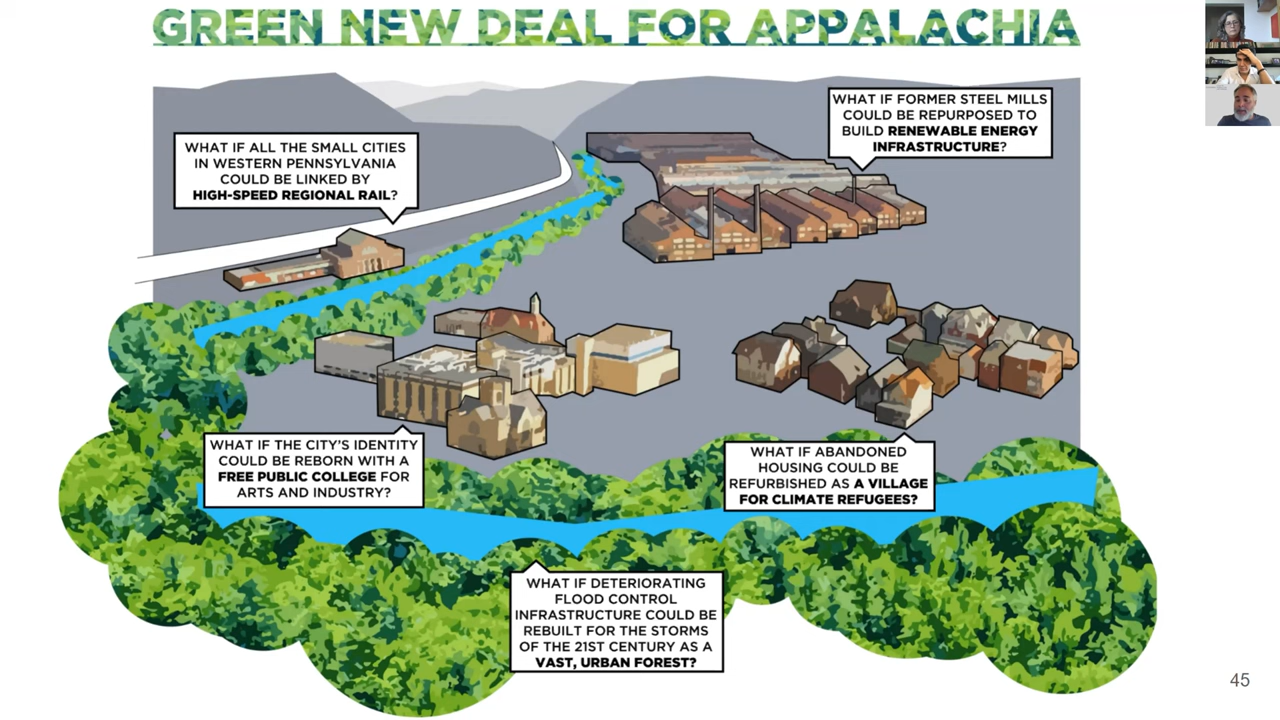 GREEN NEW DEAL FOR APPALACHIA
WHAT IF ALL THE SMALL CITIES
IN WESTERN PENNSYLVANIA
COULD BE LINKED BY
HIGH-SPEED REGIONAL RAIL?
WHAT IF FORMER STEEL MILLS
COULD BE REPURPOSED TO
BUILD RENEWABLE ENERGY
INFRASTRUCTURE?
WHAT IF THE CITY'S IDENTITY
COULD BE REBORN WITH A
FREE PUBLIC COLLEGE FOR
ARTS AND INDUSTRY?
WHAT IF ABANDONED
HOUSING COULD BE
REFURBISHED AS A VILLAGE
FOR CLIMATE REFUGEES?
WHAT IF DETERIORATING
FLOOD CONTROL
INFRASTRUCTURE COULD BE
REBUILT FOR THE STORMS
OF THE 21ST CENTURY AS A
VAST, URBAN FOREST?
45